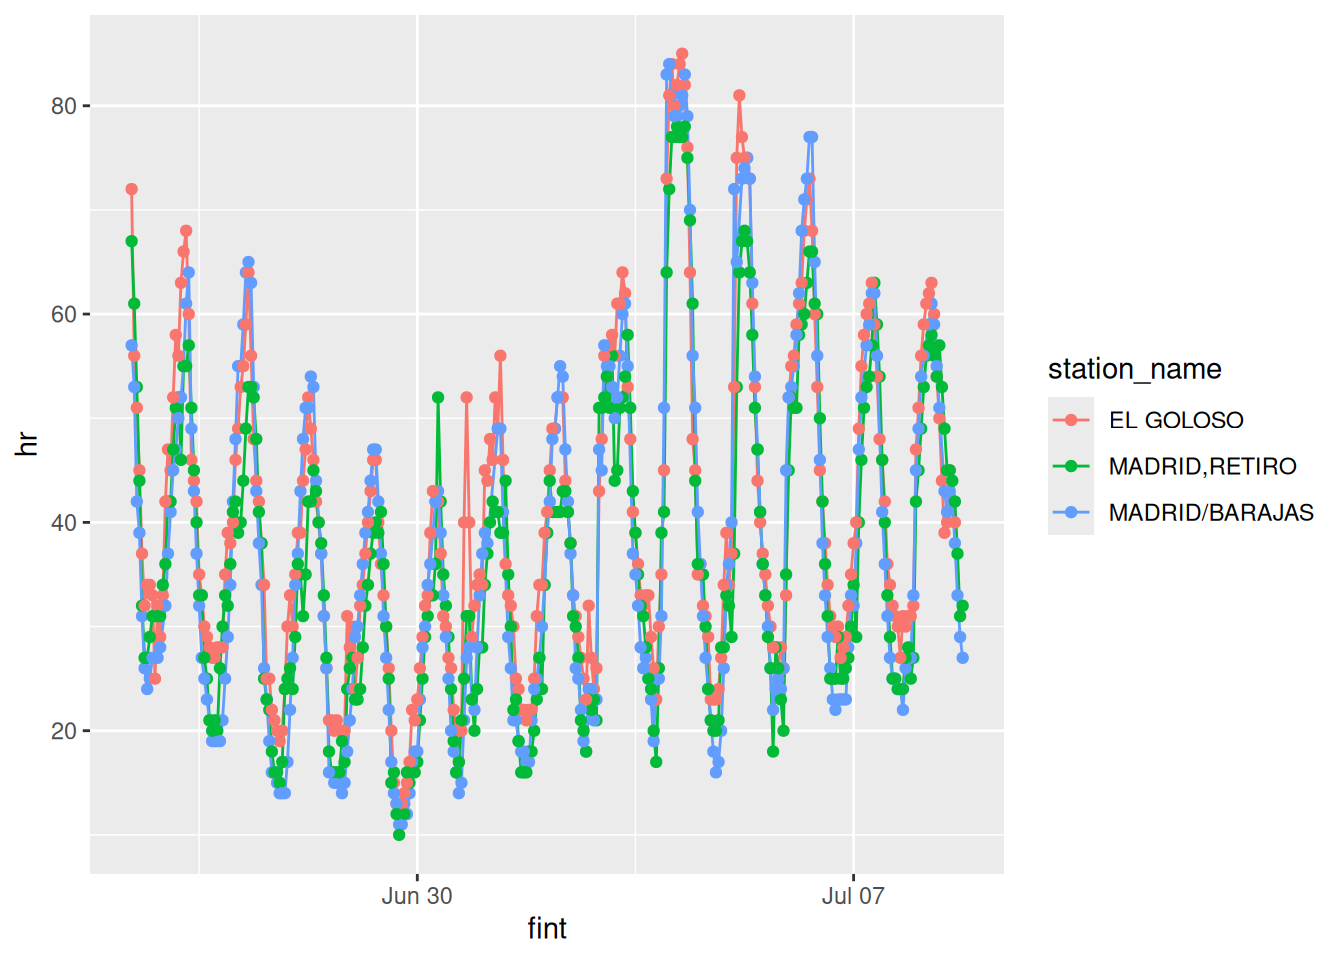 hr
80
60
40
20
Jun 30
Jul 07
fint
station_name
EL GOLOSO
MADRID,RETIRO
MADRID/BARAJAS